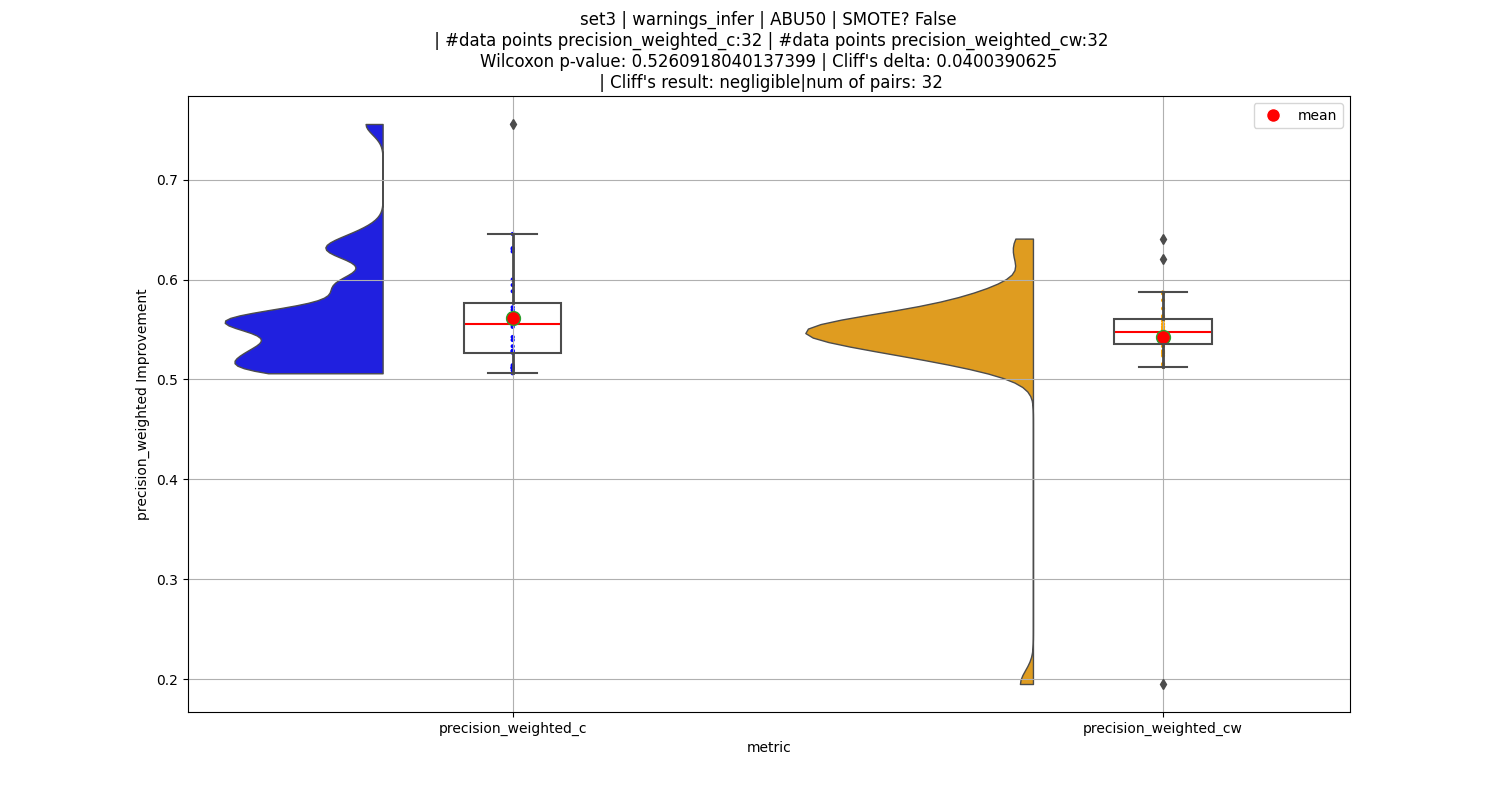 set3 | warnings_infer | ABU50 | SMOTE? False
| #data points precision_weighted_c:32 | #data points precision_weighted_cw:32
Wilcoxon p-value: 0.5260918040137399 | Cliff's delta: 0.0400390625
| Cliff's result: negligible|num of pairs: 32
mean
0.7
0.6
0.5
0.4
0.3
0.2
precision_weighted Improvement
precision_weighted_c
precision_weighted_cw
metric